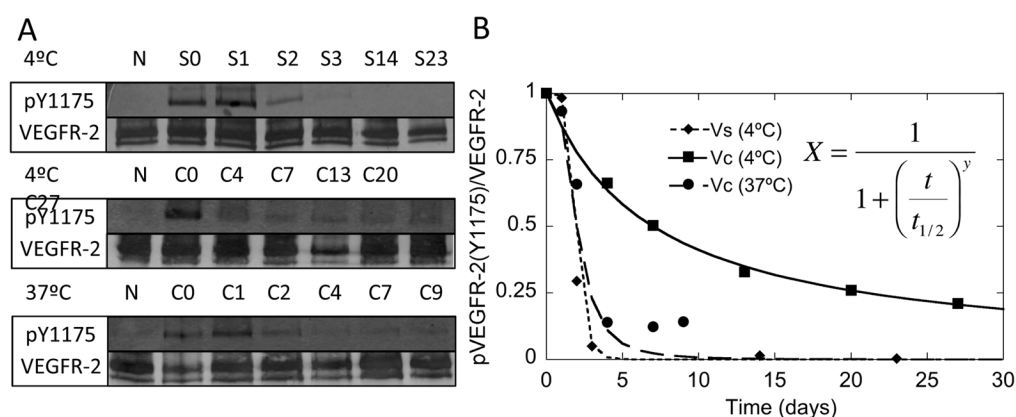 A
4ºC N S0 S1 S2 S3 S14 S23
pY1175
VEGFR-2
4ºC N C0 C4 C7 C13 C20
C27
pY1175
VEGFR-2
37ºC N C0 C1 C2 C4 C7 C9
pY1175
VEGFR-2
B
pVEGFR-2(Y1175)/VEGFR-2
1
0.75
0.5
0.25
0
Vs (4ºC)
Vc (4ºC)
Vc (37ºC)
X = 1 / (1 + (t / t1/2)^y)
0 5 10 15 20 25 30
Time (days)